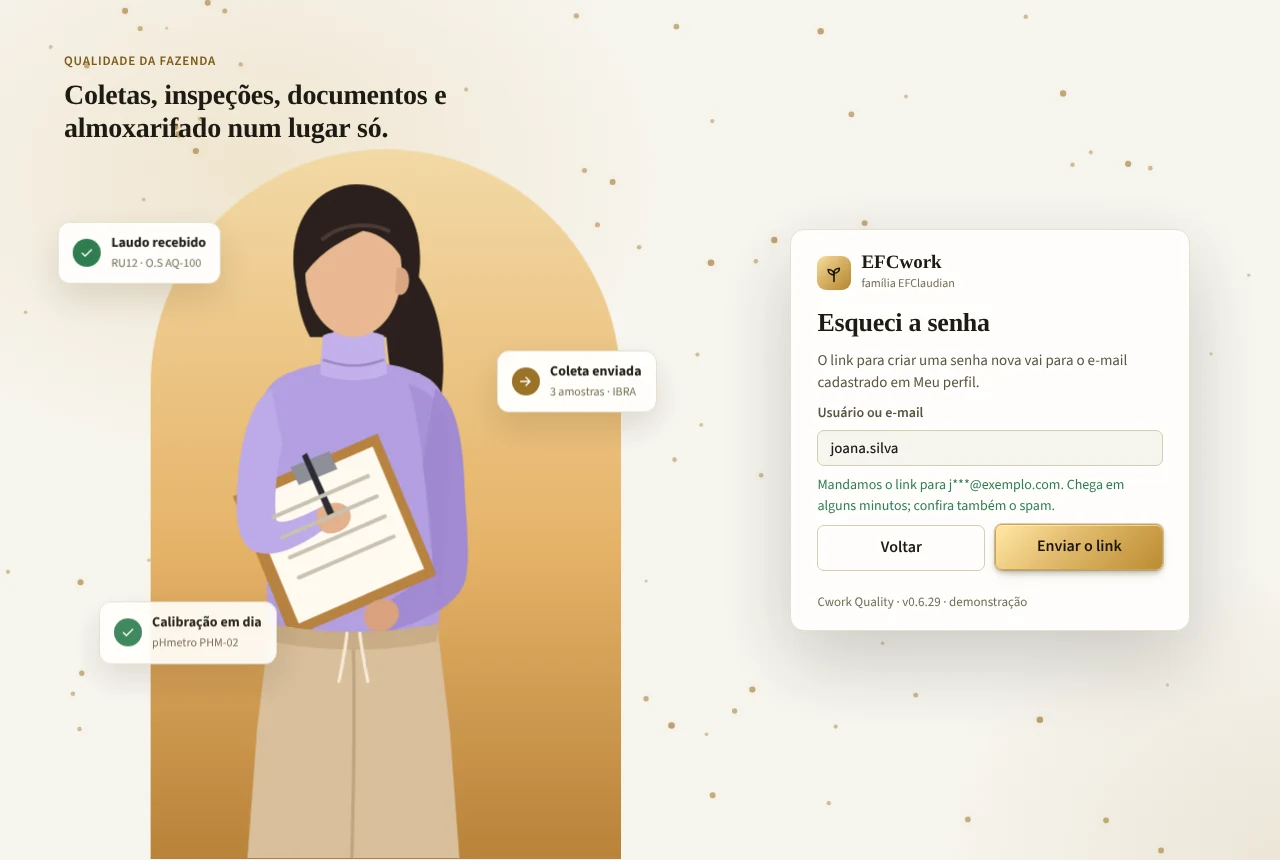 QUALIDADE DA FAZENDA
Coletas, inspeções, documentos e
almoxarifado num lugar só.
Laudo recebido
RU12 · O.S AQ-100
Coleta enviada
3 amostras · IBRA
Calibração em dia
pHmetro PHM-02
EFCwork
família EFClaudian
Esqueci a senha
O link para criar uma senha nova vai para o e-mail
cadastrado em Meu perfil.
Usuário ou e-mail
joana.silva
Mandamos o link para j***@exemplo.com. Chega em
alguns minutos; confira também o spam.
Voltar
Enviar o link
Cwork Quality · v0.6.29 · demonstração